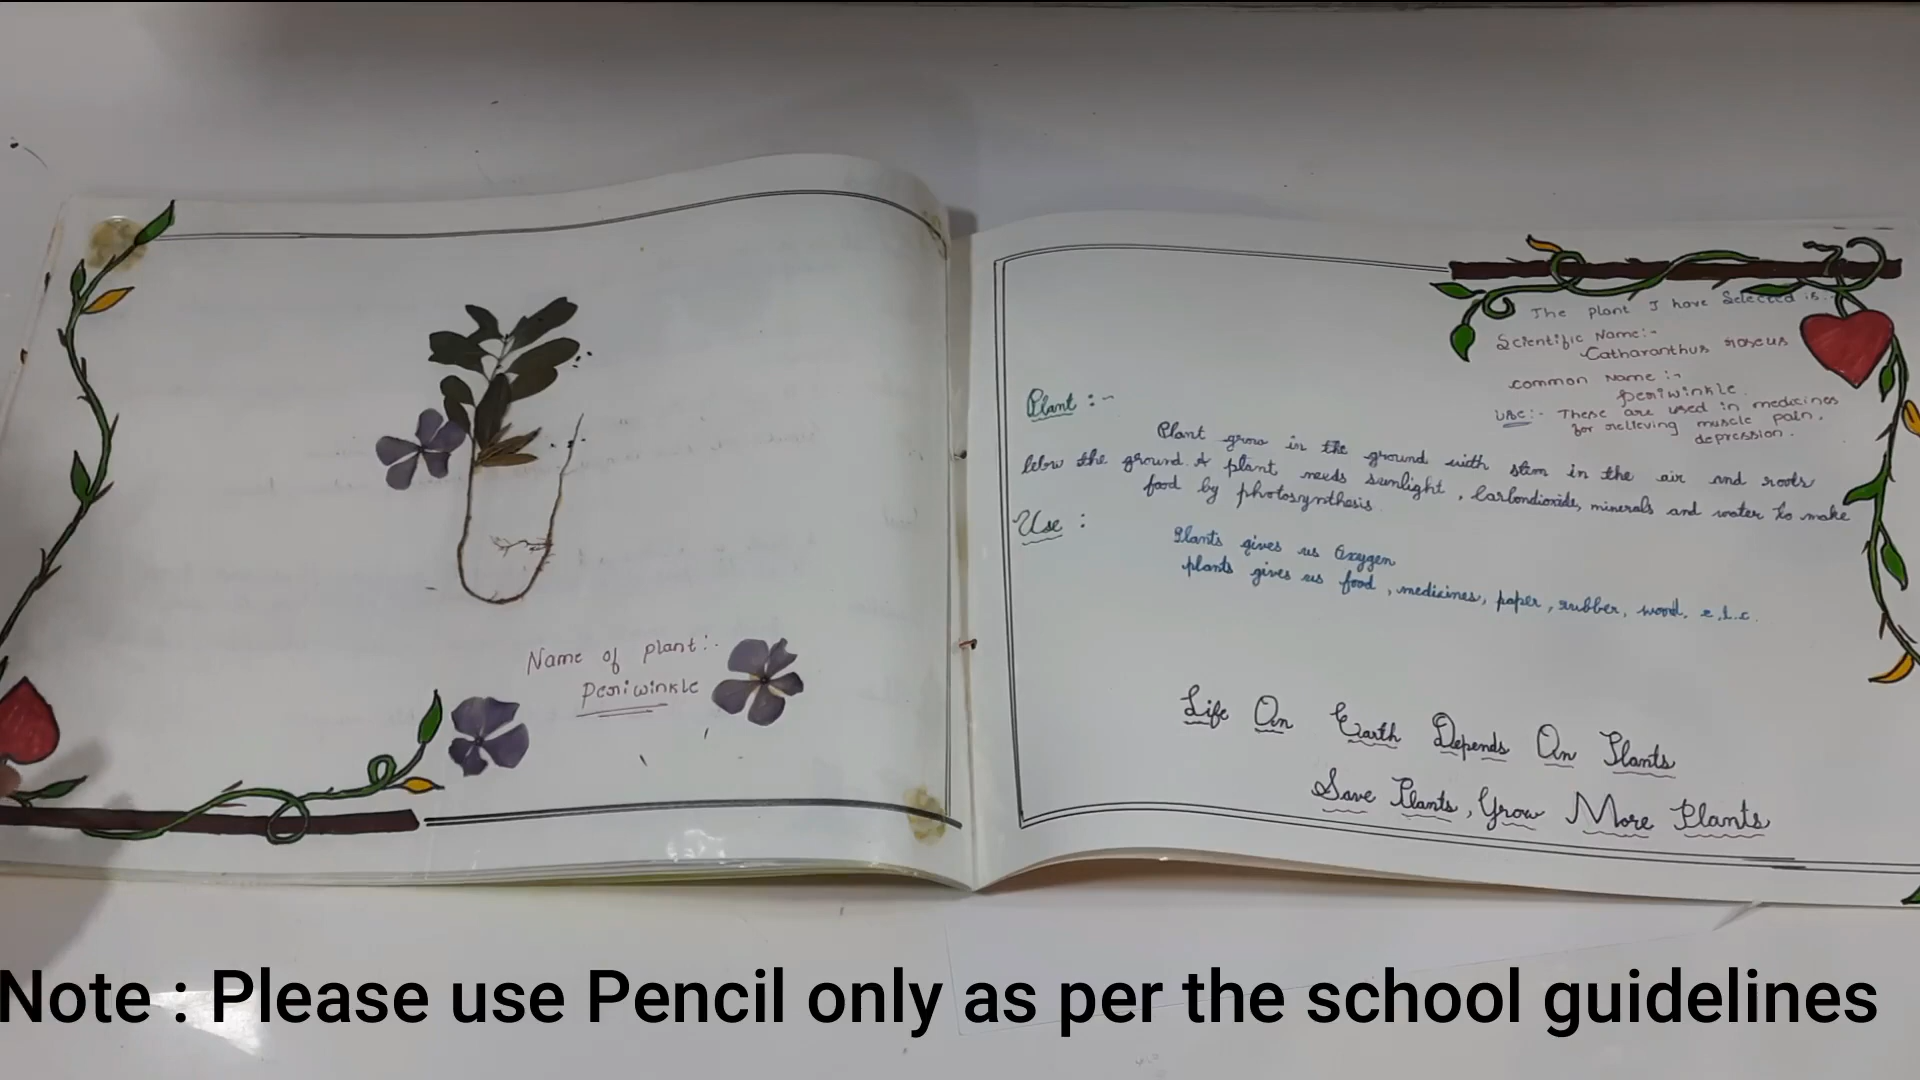 Name of plant:-
Periwinkle
The plant I have Selected is:-
Scientific Name:-
Catharanthus roseus
Common Name:-
periwinkle.
Use:- These are used in medicines
for relieving muscle pain,
depression.
Plant :-
Plant grows in the ground with stem in the air and roots
below the ground. A plant needs sunlight, Carbondioxide, minerals and water to make
food by photosynthesis.
Use :
Plants gives us Oxygen
plants gives us food, medicines, paper, rubber, wood, e.t.c.
Life On Earth Depends On Plants
Save Plants, Grow More Plants
Note : Please use Pencil only as per the school guidelines